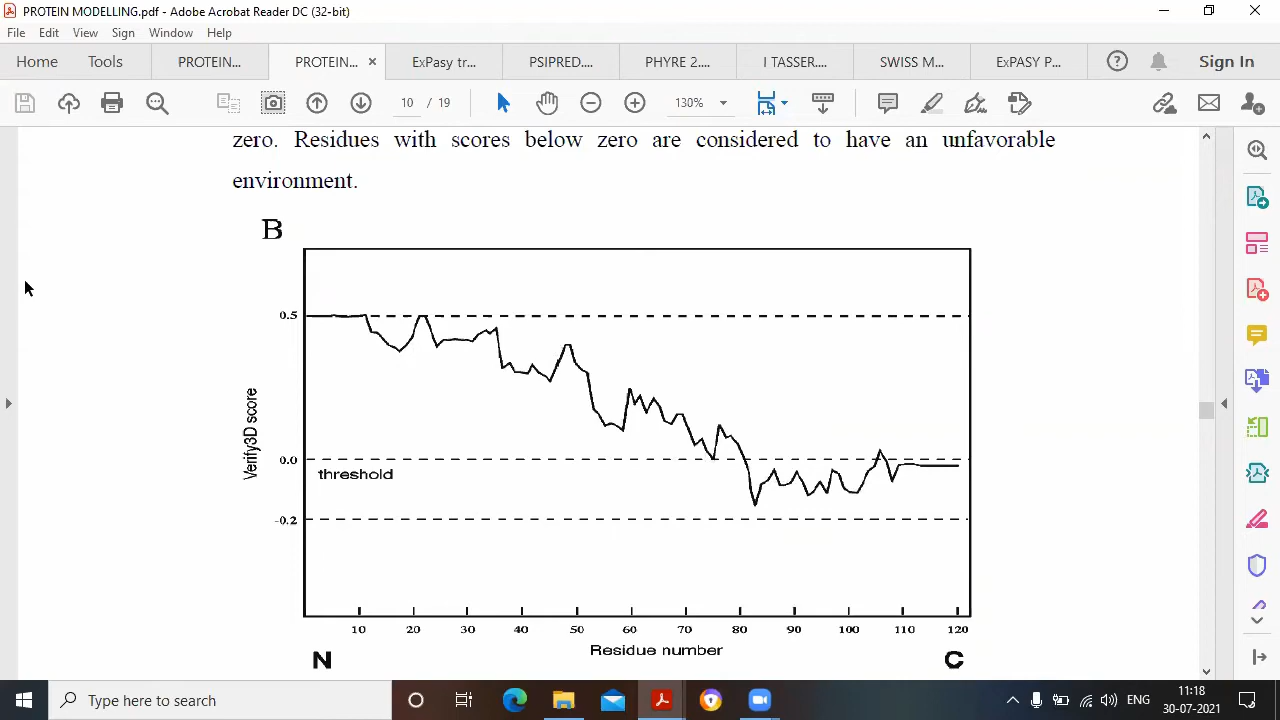 PROTEIN MODELLING.pdf - Adobe Acrobat Reader DC (32-bit)
File Edit View Sign Window Help
Home Tools PROTEIN... PROTEIN... × ExPasy tr... PSIPRED.... PHYRE 2.... I TASSER.... SWISS M... ExPASY P... Sign In
10 / 19 130%
zero. Residues with scores below zero are considered to have an unfavorable
environment.
B
0.5
Verify3D score
0.0
threshold
-0.2
10 20 30 40 50 60 70 80 90 100 110 120
Residue number
N C
Type here to search
ENG
11:18
30-07-2021